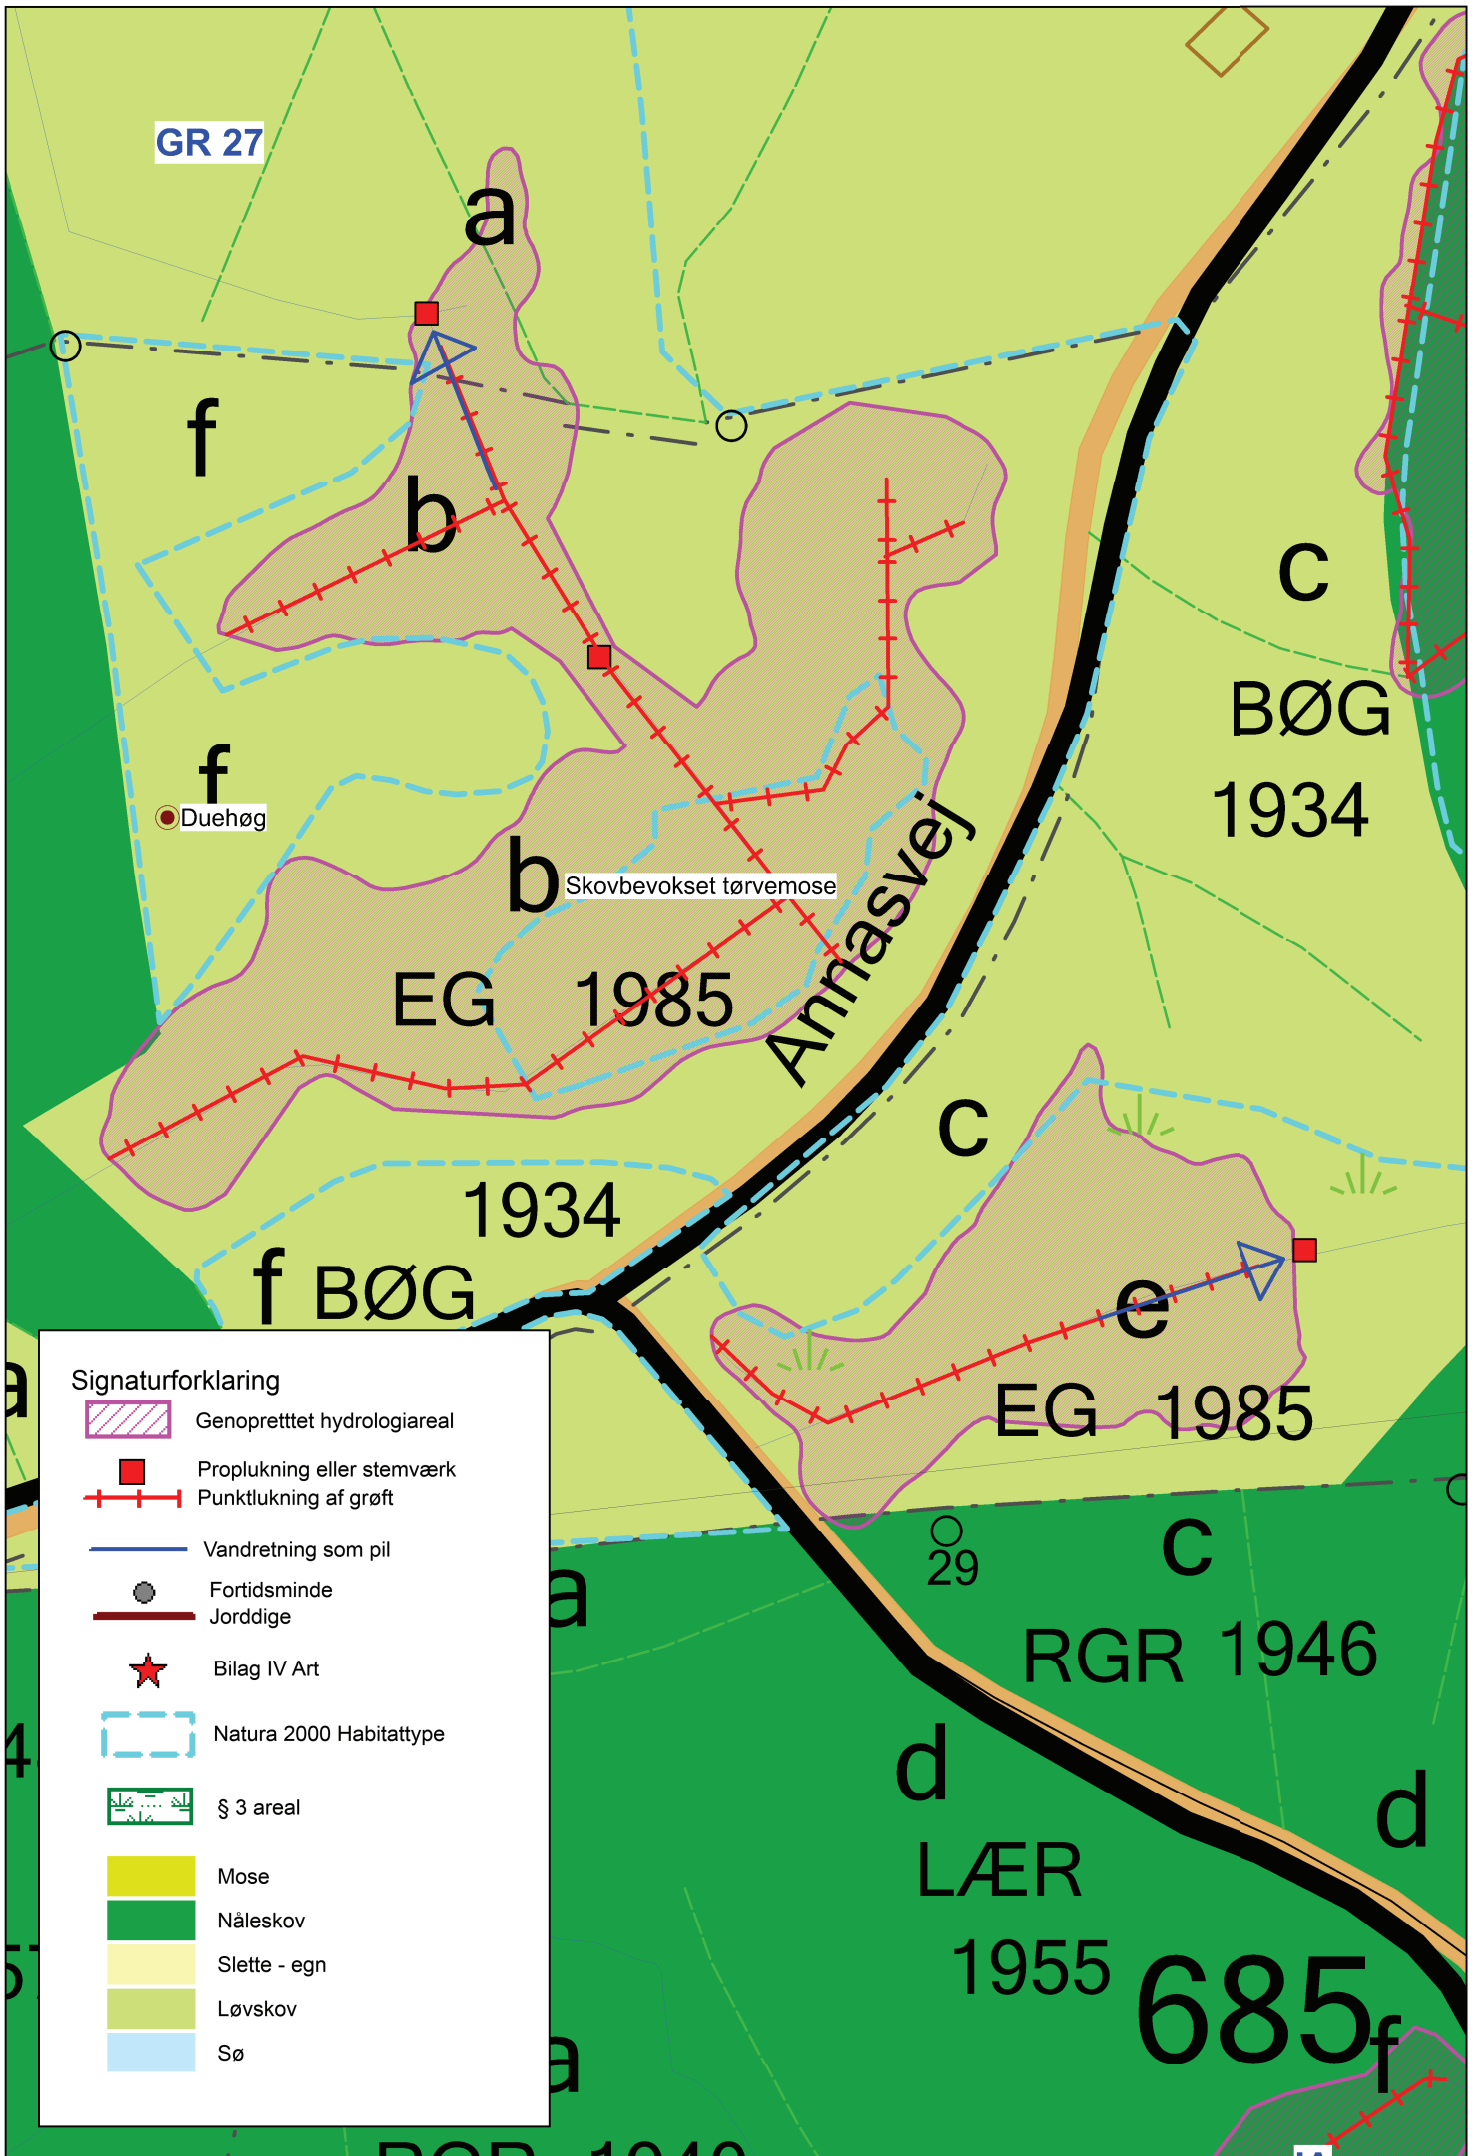 GR 27
a
f
b
c
BØG
1934
f
Duehøg
b
Skovbevokset tørvemose
Annasvej
EG 1985
c
1934
f BØG
e
EG 1985
a
Signaturforklaring
Genopretttet hydrologiareal
Proplukning eller stemværk
Punktlukning af grøft
Vandretning som pil
Fortidsminde
Jorddige
Bilag IV Art
Natura 2000 Habitattype
§ 3 areal
Mose
Nåleskov
Slette - egn
Løvskov
Sø
29
c
a
RGR 1946
d
d
LÆR
1955
685
f
a
RGR 1949